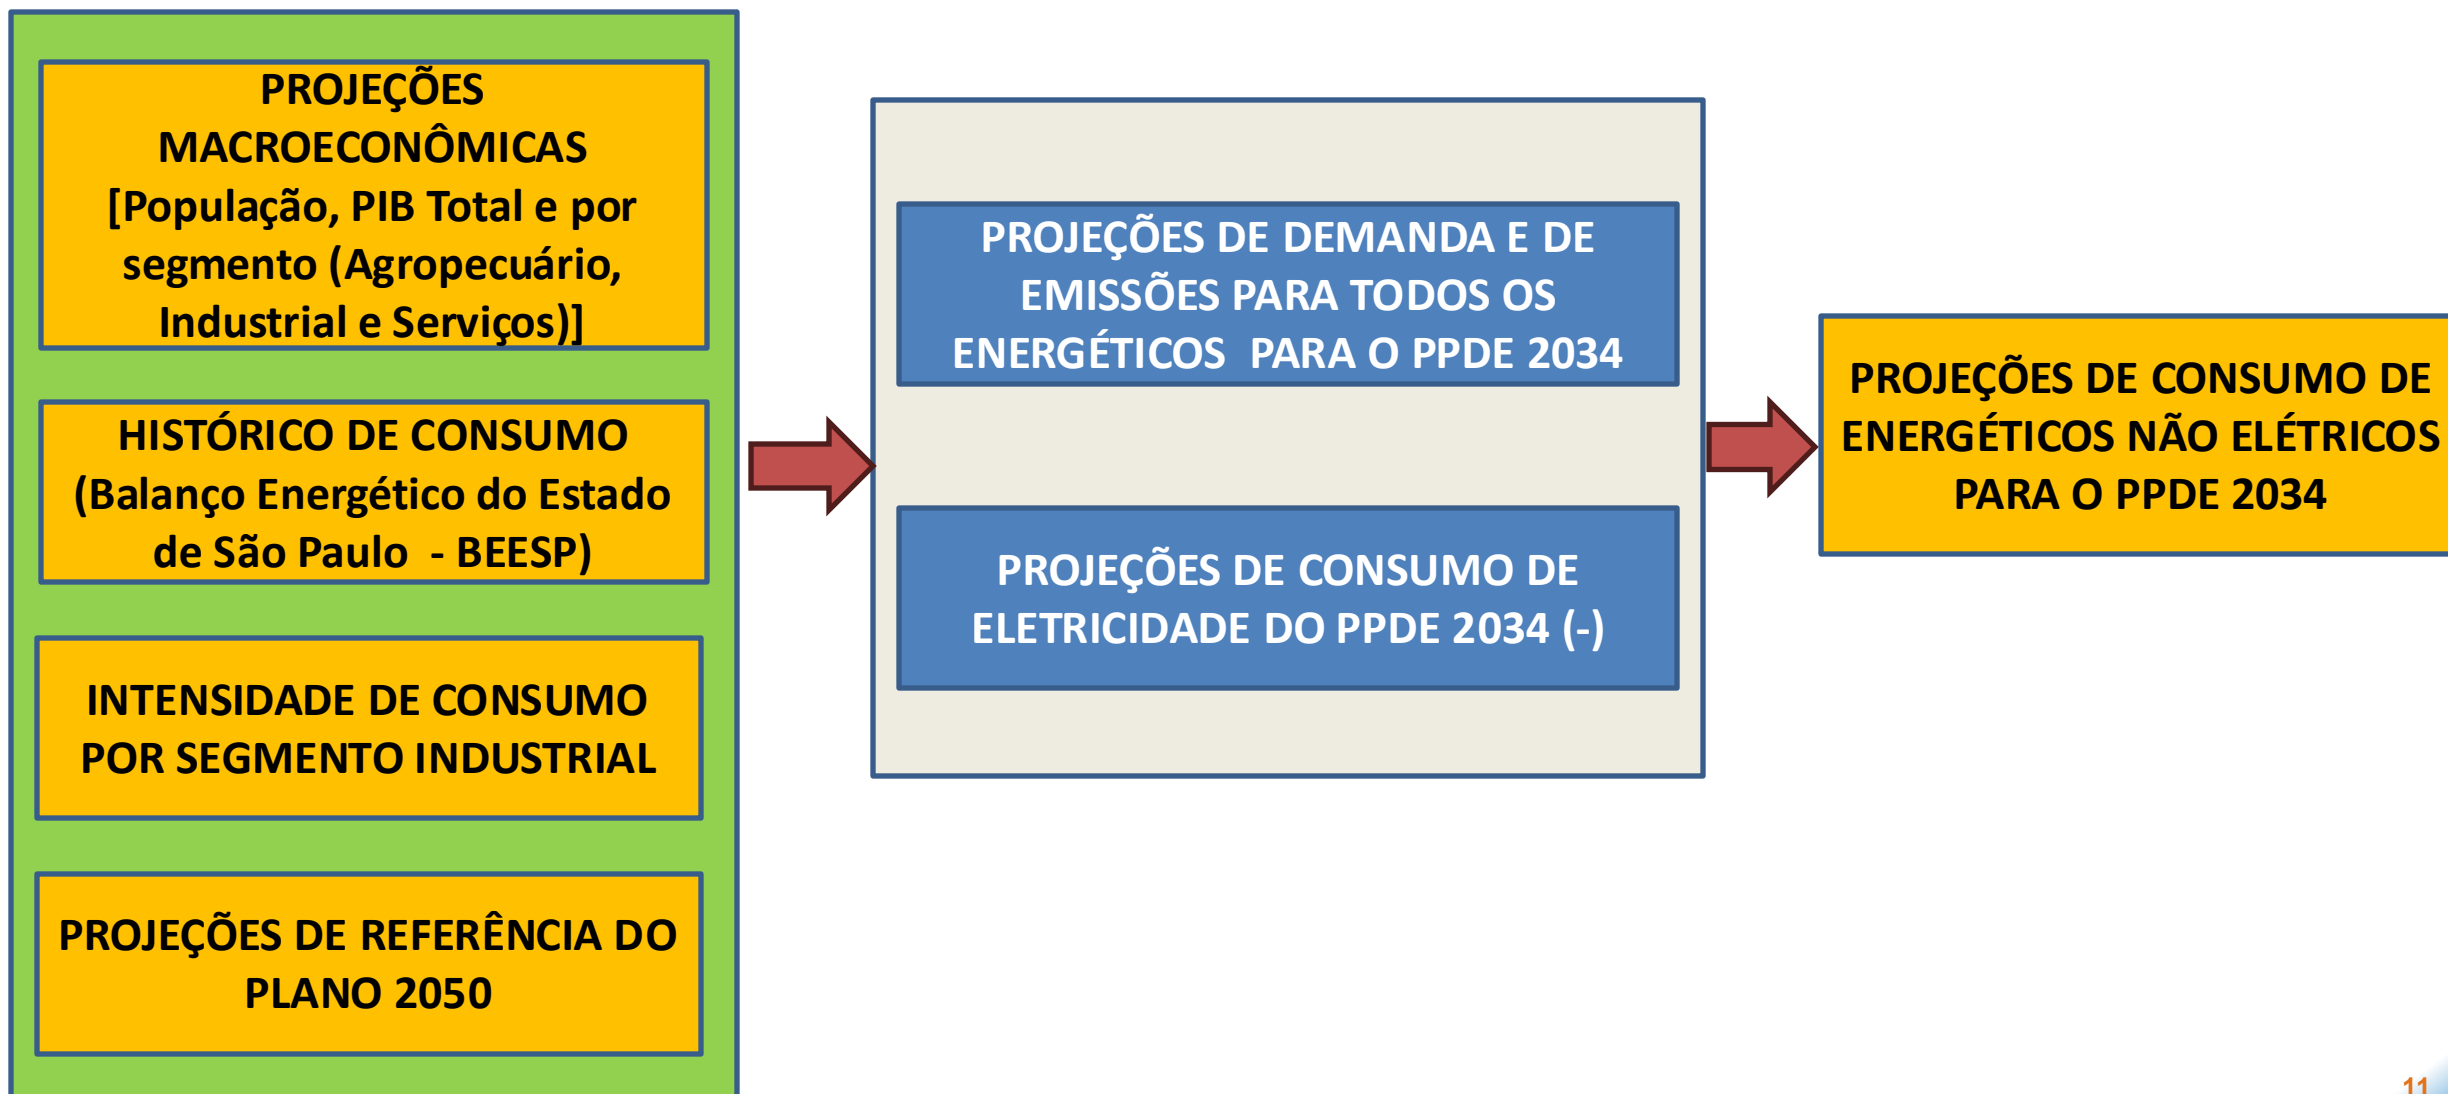 PROJEÇÕES
MACROECONÔMICAS
[População, PIB Total e por
segmento (Agropecuário,
Industrial e Serviços)]
HISTÓRICO DE CONSUMO
(Balanço Energético do Estado
de São Paulo - BEESP)
INTENSIDADE DE CONSUMO
POR SEGMENTO INDUSTRIAL
PROJEÇÕES DE REFERÊNCIA DO
PLANO 2050
PROJEÇÕES DE DEMANDA E DE
EMISSÕES PARA TODOS OS
ENERGÉTICOS PARA O PPDE 2034
PROJEÇÕES DE CONSUMO DE
ELETRICIDADE DO PPDE 2034 (-)
PROJEÇÕES DE CONSUMO DE
ENERGÉTICOS NÃO ELÉTRICOS
PARA O PPDE 2034
11